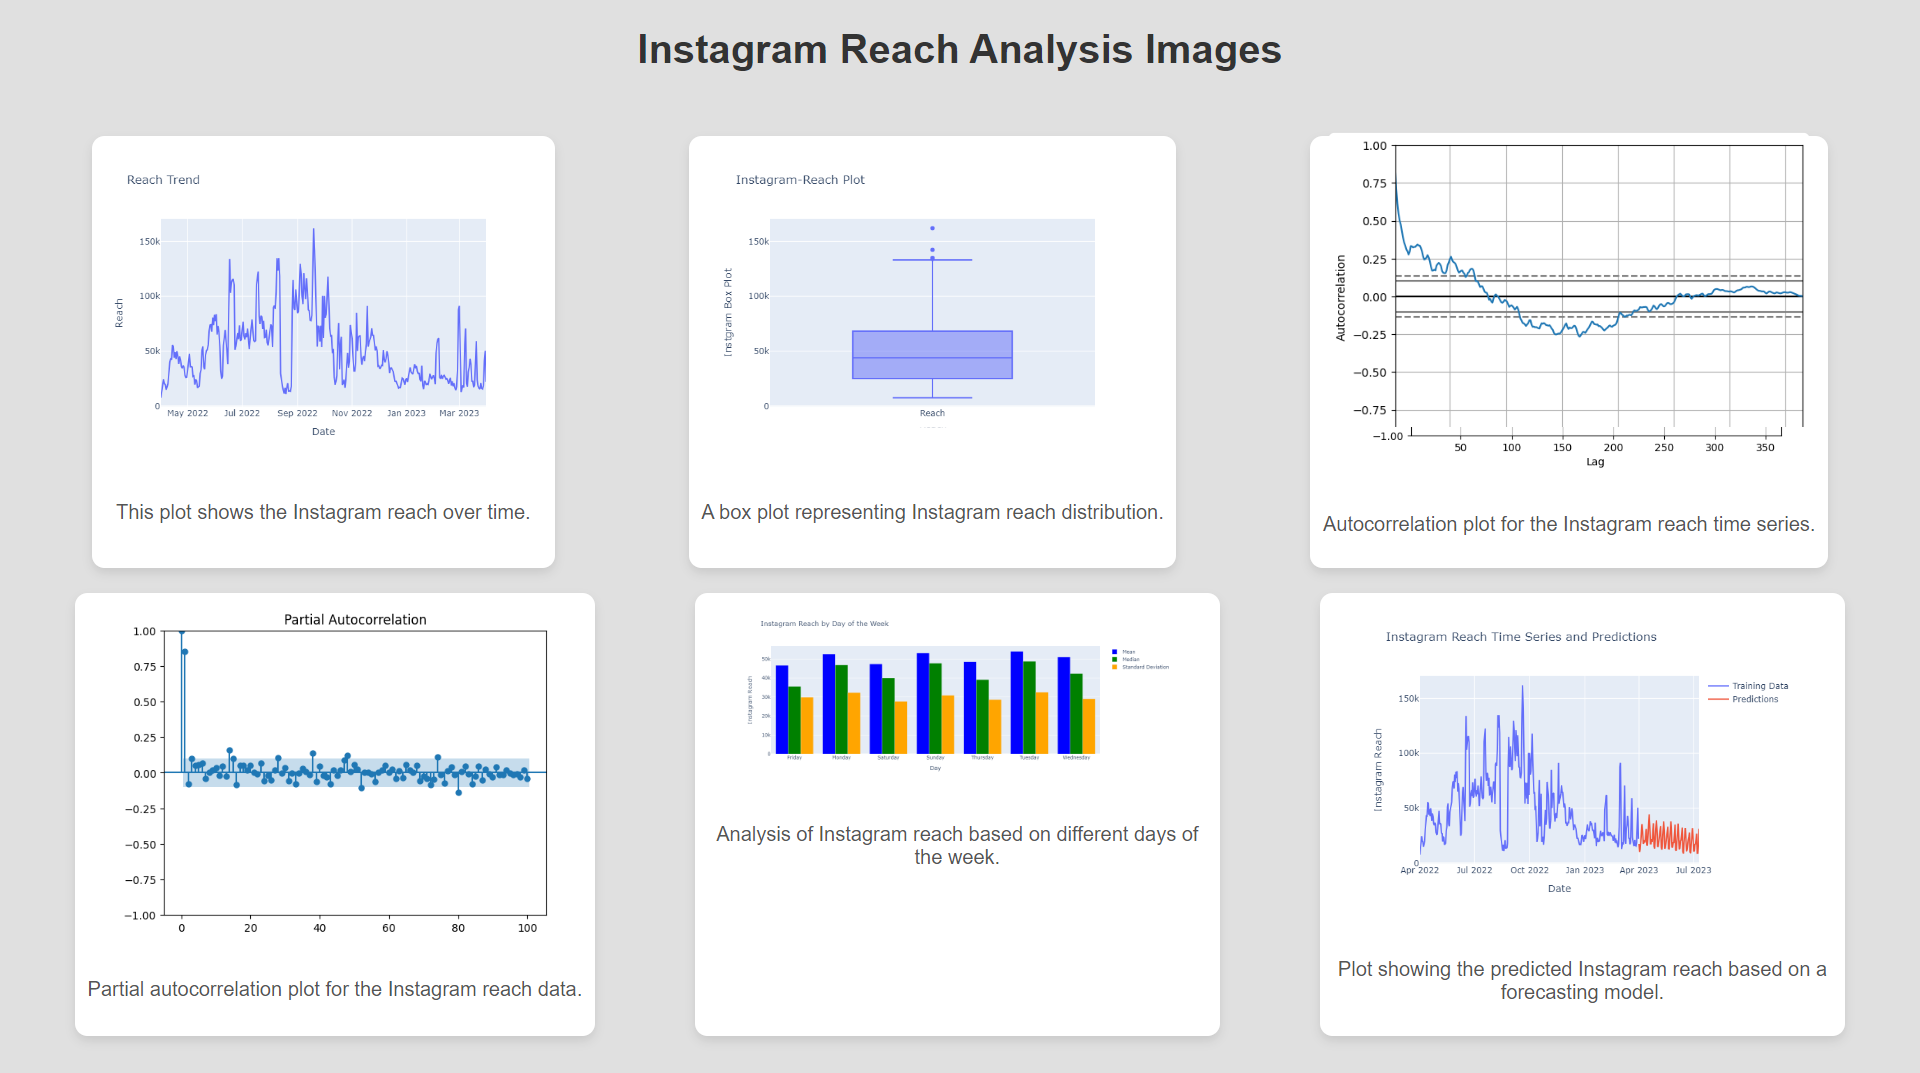 Instagram Reach Analysis Images
Reach Trend
150k
100k
50k
0
Reach
May 2022 Jul 2022 Sep 2022 Nov 2022 Jan 2023 Mar 2023
Date
This plot shows the Instagram reach over time.
Instagram-Reach Plot
150k
100k
50k
0
Instgram Box Plot
Reach
A box plot representing Instagram reach distribution.
1.00
0.75
0.50
0.25
0.00
−0.25
−0.50
−0.75
−1.00
Autocorrelation
50 100 150 200 250 300 350
Lag
Autocorrelation plot for the Instagram reach time series.
Partial Autocorrelation
1.00
0.75
0.50
0.25
0.00
−0.25
−0.50
−0.75
−1.00
0 20 40 60 80 100
Partial autocorrelation plot for the Instagram reach data.
Instagram Reach by Day of the Week
50k
40k
30k
20k
10k
0
Instagram Reach
Friday Monday Saturday Sunday Thursday Tuesday Wednesday
Day
Mean
Median
Standard Deviation
Analysis of Instagram reach based on different days of
the week.
Instagram Reach Time Series and Predictions
150k
100k
50k
0
Instagram Reach
Apr 2022 Jul 2022 Oct 2022 Jan 2023 Apr 2023 Jul 2023
Date
Training Data
Predictions
Plot showing the predicted Instagram reach based on a
forecasting model.